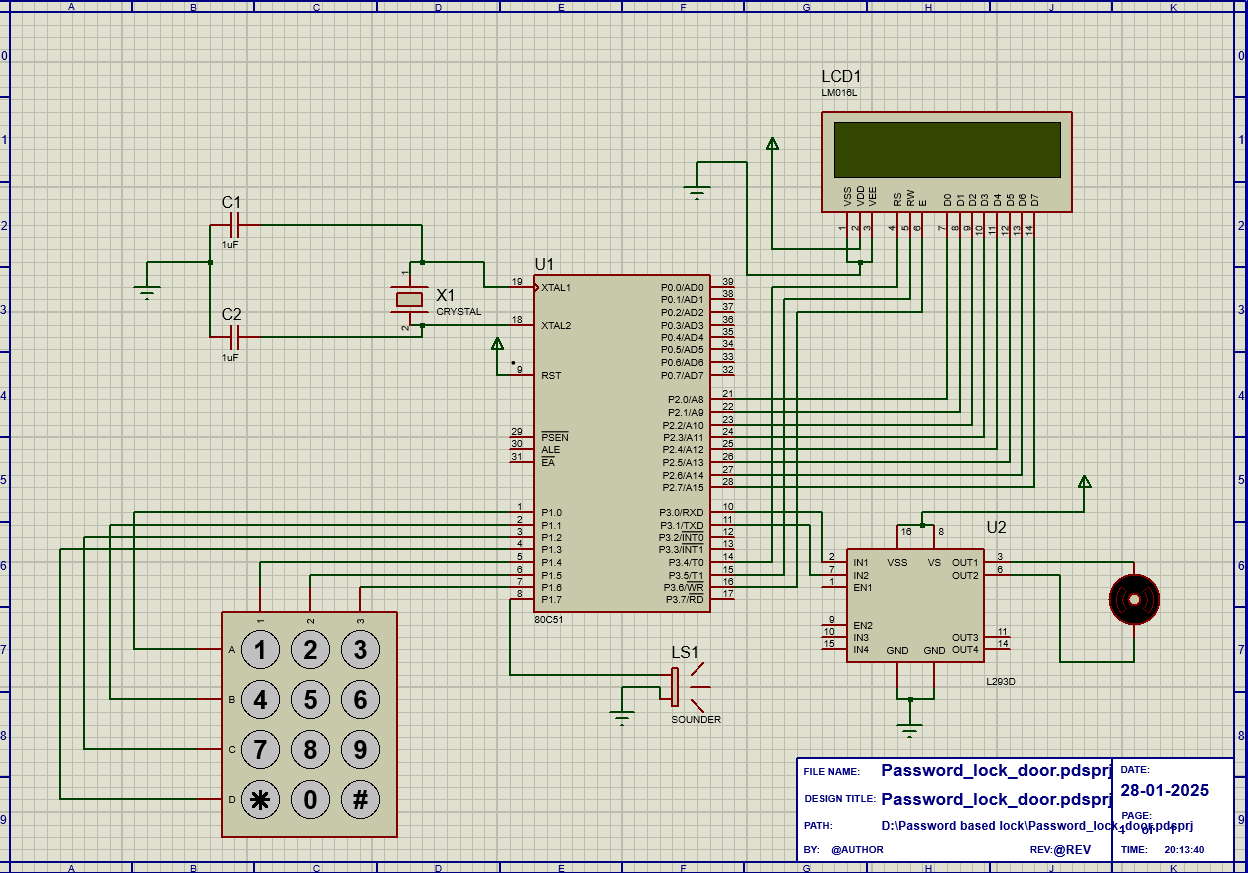 A B C D E F G H J K
0 0
1 1
2 2
3 3
4 4
5 5
6 6
7 7
8 8
9 9
LCD1
LM016L
VSS VDD VEE RS RW E D0 D1 D2 D3 D4 D5 D6 D7
1 2 3 4 5 6 7 8 9 10 11 12 13 14
C1
1uF
C2
1uF
X1
CRYSTAL
1
2
U1
19 XTAL1
18 XTAL2
9 RST
29 PSEN
30 ALE
31 EA
1 P1.0
2 P1.1
3 P1.2
4 P1.3
5 P1.4
6 P1.5
7 P1.6
8 P1.7
P0.0/AD0 39
P0.1/AD1 38
P0.2/AD2 37
P0.3/AD3 36
P0.4/AD4 35
P0.5/AD5 34
P0.6/AD6 33
P0.7/AD7 32
P2.0/A8 21
P2.1/A9 22
P2.2/A10 23
P2.3/A11 24
P2.4/A12 25
P2.5/A13 26
P2.6/A14 27
P2.7/A15 28
P3.0/RXD 10
P3.1/TXD 11
P3.2/INT0 12
P3.3/INT1 13
P3.4/T0 14
P3.5/T1 15
P3.6/WR 16
P3.7/RD 17
80C51
U2
16 8
VSS VS
2 IN1
7 IN2
1 EN1
9 EN2
10 IN3
15 IN4
OUT1 3
OUT2 6
OUT3 11
OUT4 14
GND GND
L293D
LS1
SOUNDER
1 2 3
A 1 2 3
B 4 5 6
C 7 8 9
D * 0 #
FILE NAME: Password_lock_door.pdsprj
DESIGN TITLE: Password_lock_door.pdsprj
PATH: D:\Password based lock\Password_lock_door.pdsprj
BY: @AUTHOR REV:@REV
DATE:
28-01-2025
PAGE:
1 of 1
TIME: 20:13:40
A B C D E F G H J K